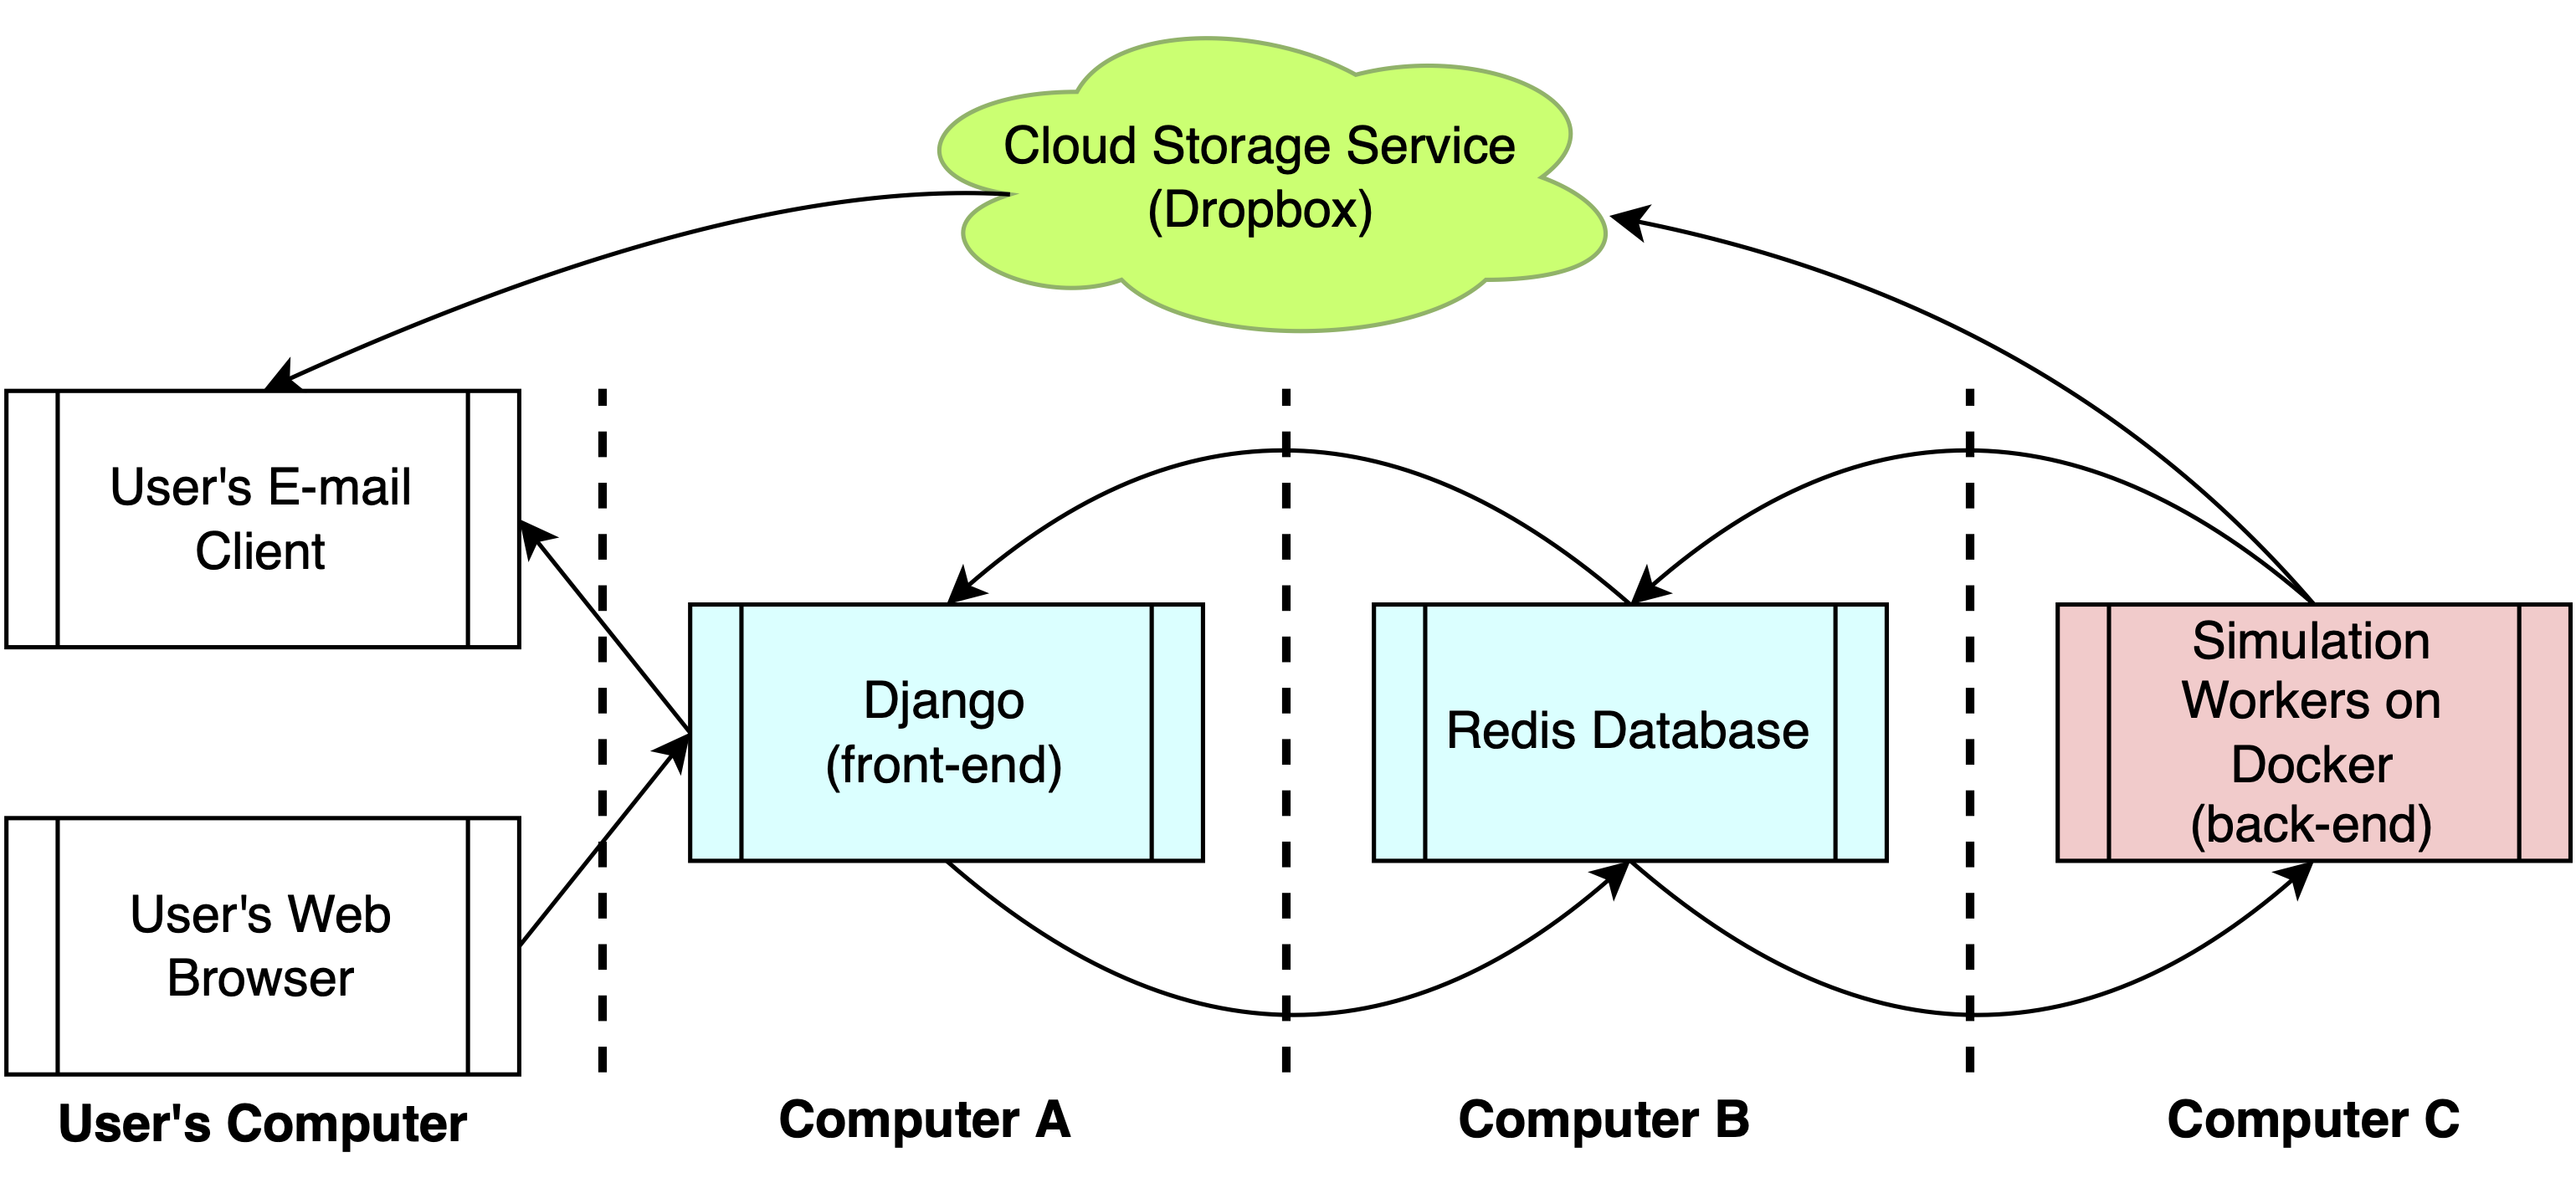 Cloud Storage Service
(Dropbox)
User's E-mail
Client
User's Web
Browser
Django
(front-end)
Redis Database
Simulation
Workers on
Docker
(back-end)
User's Computer
Computer A
Computer B
Computer C